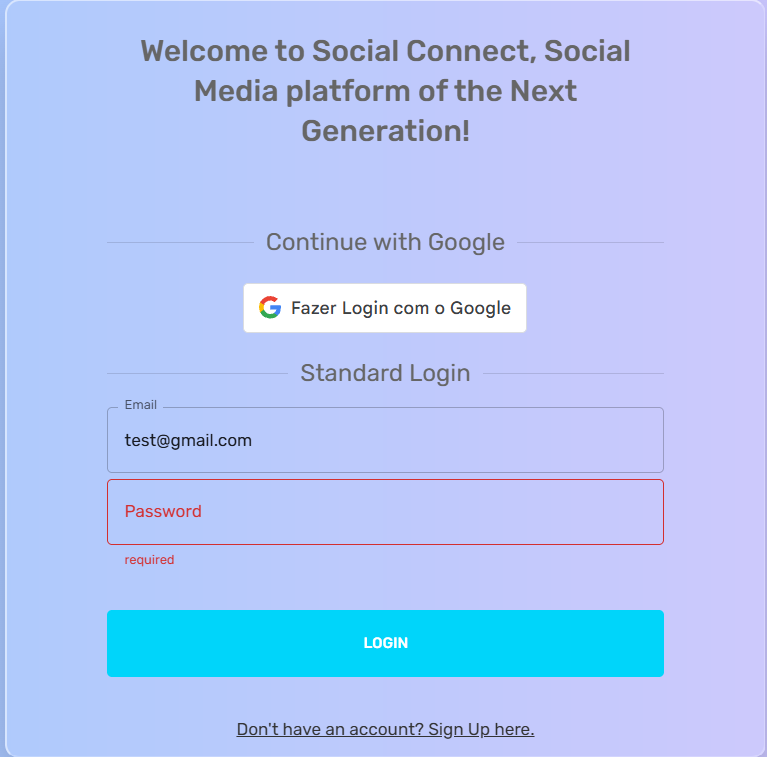 Welcome to Social Connect, Social
Media platform of the Next
Generation!
Continue with Google
Fazer Login com o Google
Standard Login
Email
test@gmail.com
Password
required
LOGIN
Don't have an account? Sign Up here.